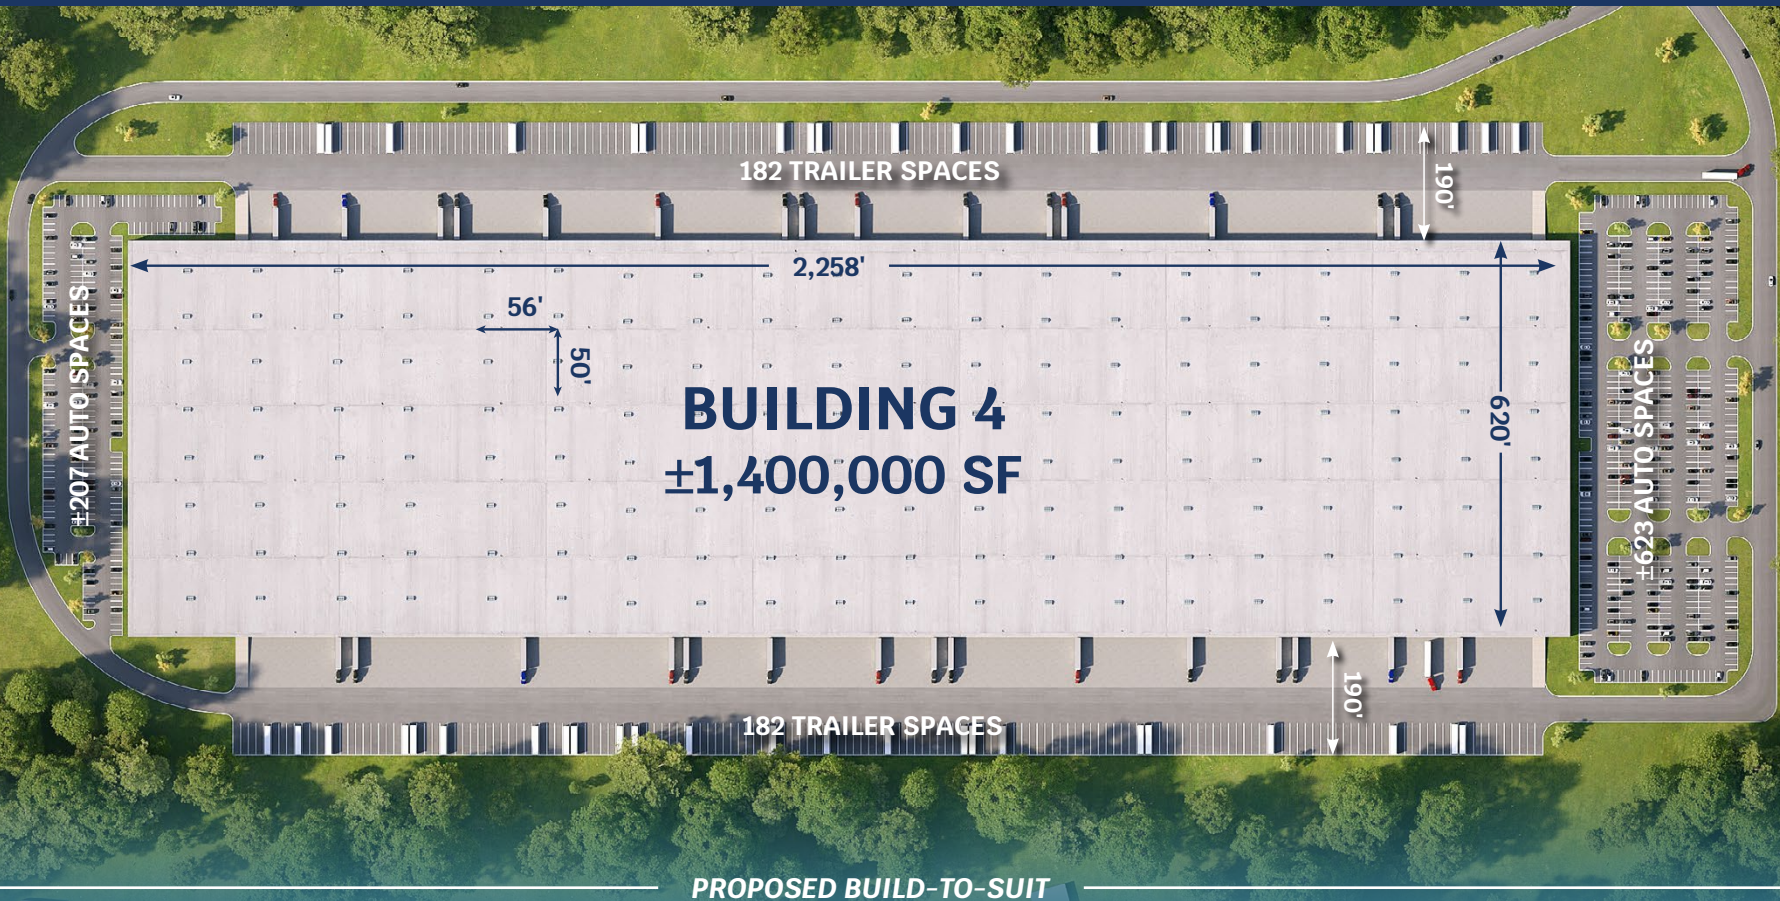 182 TRAILER SPACES
190'
2,258'
56'
50'
620'
±207 AUTO SPACES
BUILDING 4
±1,400,000 SF
±623 AUTO SPACES
190'
182 TRAILER SPACES
PROPOSED BUILD-TO-SUIT